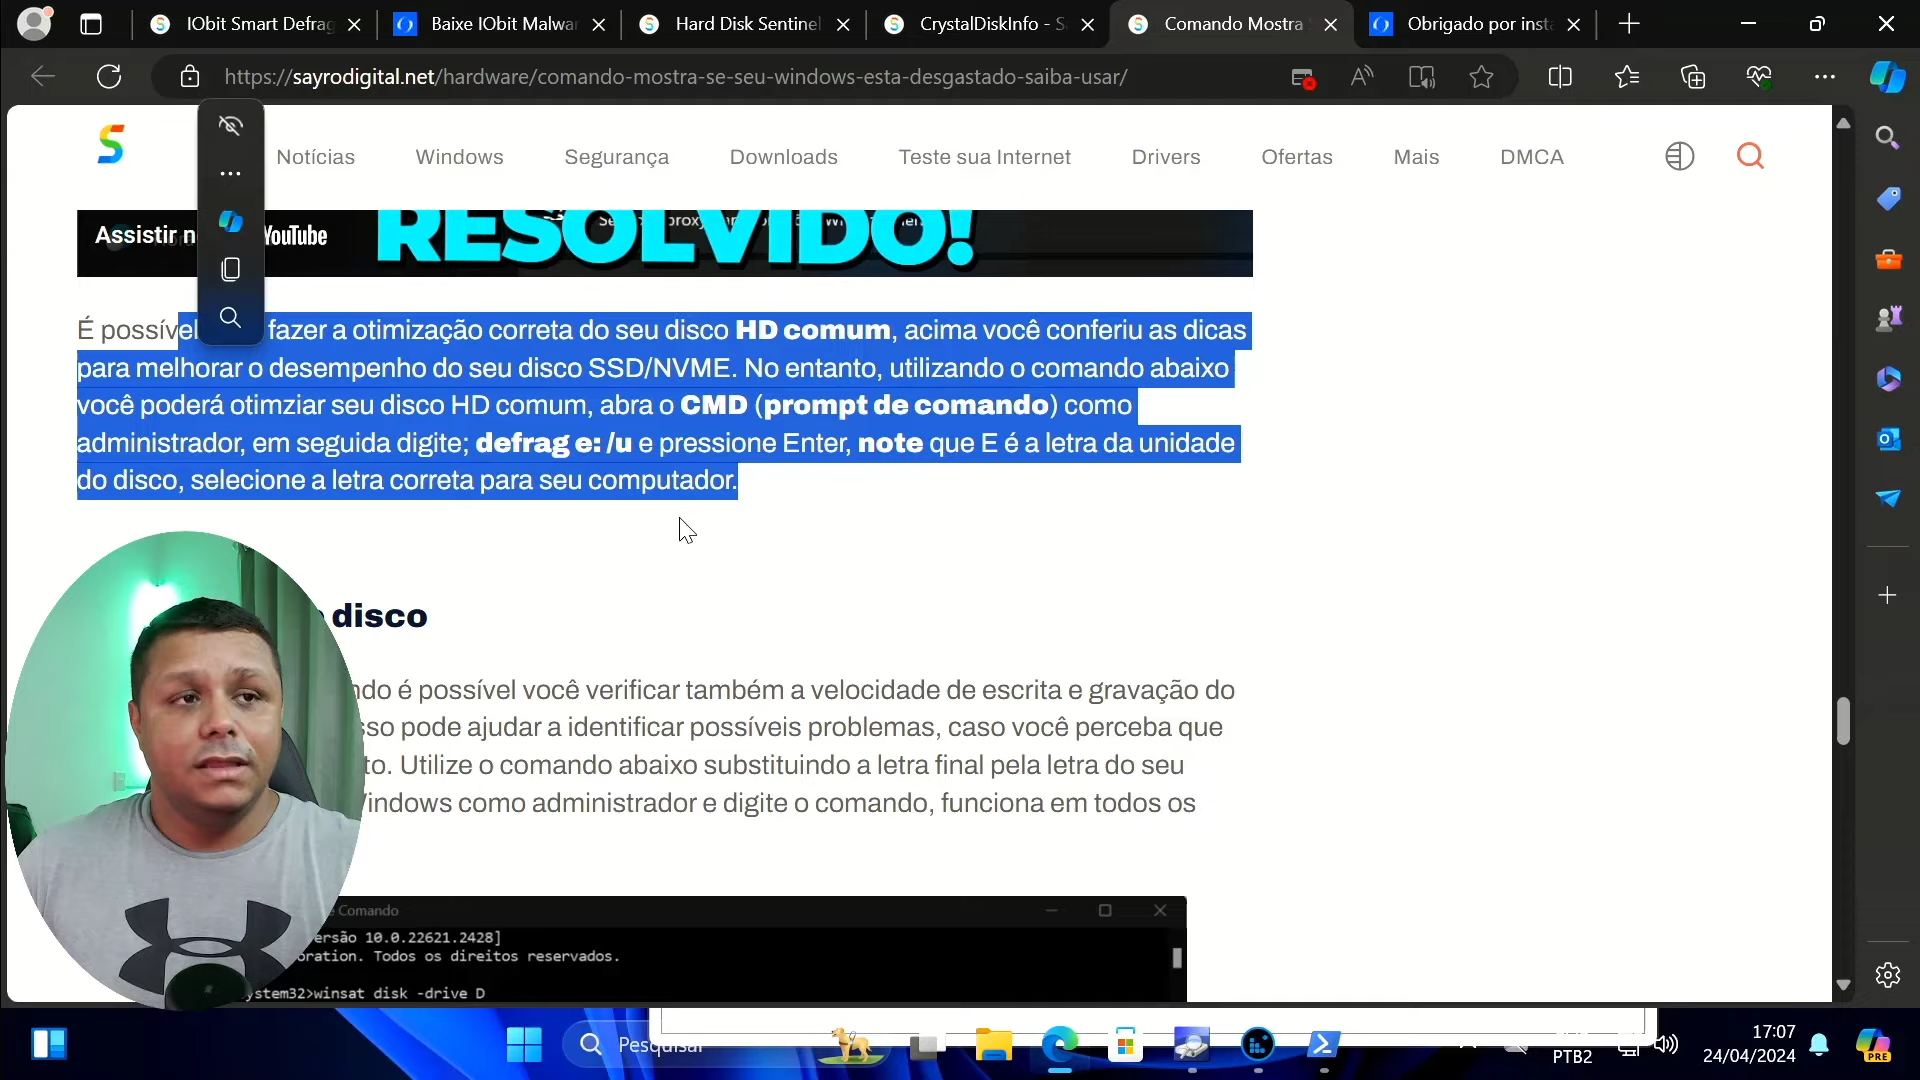 IObit Smart Defrag
Baixe IObit Malwar
Hard Disk Sentinel
CrystalDiskInfo - S
Comando Mostra
Obrigado por insta
https://sayrodigital.net/hardware/comando-mostra-se-seu-windows-esta-desgastado-saiba-usar/
Notícias
Windows
Segurança
Downloads
Teste sua Internet
Drivers
Ofertas
Mais
DMCA
Assistir n
YouTube
RESOLVIDO!
É possível fazer a otimização correta do seu disco HD comum, acima você conferiu as dicas
para melhorar o desempenho do seu disco SSD/NVME. No entanto, utilizando o comando abaixo
você poderá otimziar seu disco HD comum, abra o CMD (prompt de comando) como
administrador, em seguida digite; defrag e: /u e pressione Enter, note que E é a letra da unidade
do disco, selecione a letra correta para seu computador.
disco
ndo é possível você verificar também a velocidade de escrita e gravação do
sso pode ajudar a identificar possíveis problemas, caso você perceba que
to. Utilize o comando abaixo substituindo a letra final pela letra do seu
Windows como administrador e digite o comando, funciona em todos os
e Comando
ersão 10.0.22621.2428]
oration. Todos os direitos reservados.
ystem32>winsat disk -drive D
Pesquisar
PTB2
17:07
24/04/2024
PRE